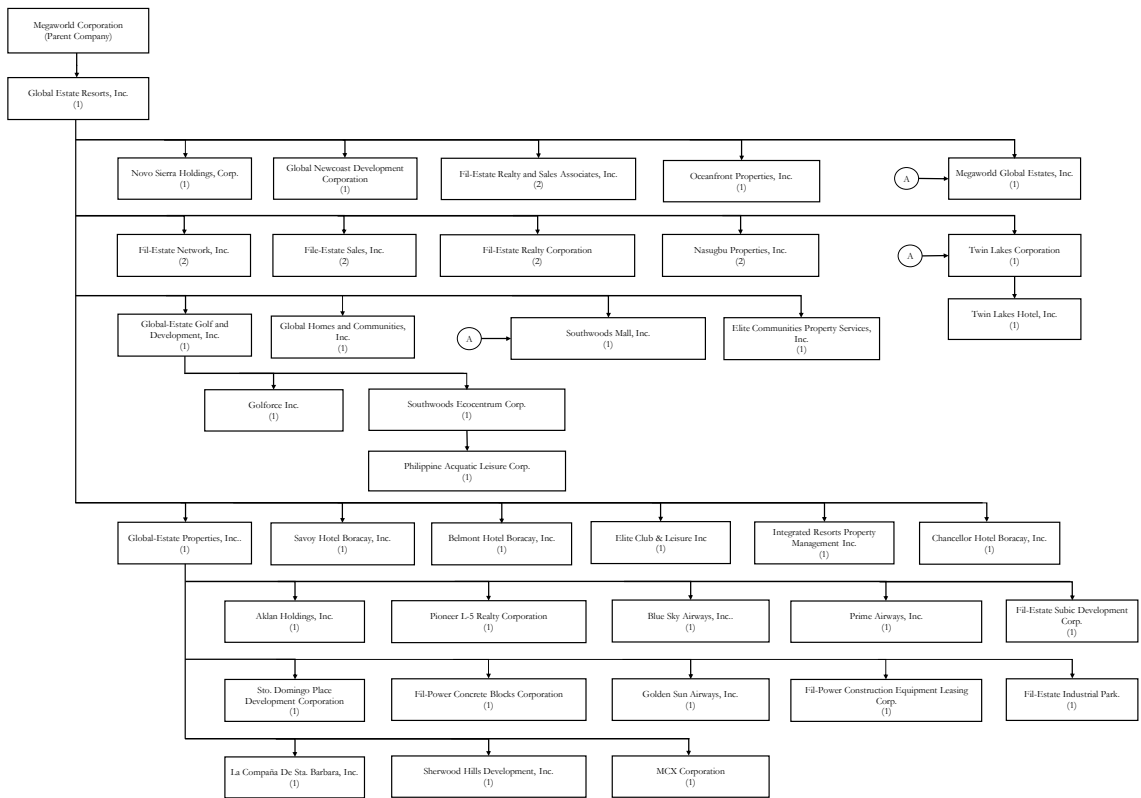 Megaworld Corporation
(Parent Company)
Global Estate Resorts, Inc.
(1)
Novo Sierra Holdings, Corp.
(1)
Global Newcoast Development
Corporation
(1)
Fil-Estate Realty and Sales Associates, Inc.
(2)
Oceanfront Properties, Inc.
(1)
A
Megaworld Global Estates, Inc.
(1)
Fil-Estate Network, Inc.
(2)
File-Estate Sales, Inc.
(2)
Fil-Estate Realty Corporation
(2)
Nasugbu Properties, Inc.
(2)
A
Twin Lakes Corporation
(1)
Twin Lakes Hotel, Inc.
(1)
Global-Estate Golf and
Development, Inc.
(1)
Global Homes and Communities,
Inc.
(1)
A
Southwoods Mall, Inc.
(1)
Elite Communities Property Services,
Inc.
(1)
Golforce Inc.
(1)
Southwoods Ecocentrum Corp.
(1)
Philippine Acquatic Leisure Corp.
(1)
Global-Estate Properties, Inc..
(1)
Savoy Hotel Boracay, Inc.
(1)
Belmont Hotel Boracay, Inc.
(1)
Elite Club & Leisure Inc
(1)
Integrated Resorts Property
Management Inc.
(1)
Chancellor Hotel Boracay, Inc.
(1)
Aklan Holdings, Inc.
(1)
Pioneer L-5 Realty Corporation
(1)
Blue Sky Airways, Inc..
(1)
Prime Airways, Inc.
(1)
Fil-Estate Subic Development
Corp.
(1)
Sto. Domingo Place
Development Corporation
(1)
Fil-Power Concrete Blocks Corporation
(1)
Golden Sun Airways, Inc.
(1)
Fil-Power Construction Equipment Leasing
Corp.
(1)
Fil-Estate Industrial Park.
(1)
La Compaña De Sta. Barbara, Inc.
(1)
Sherwood Hills Development, Inc.
(1)
MCX Corporation
(1)